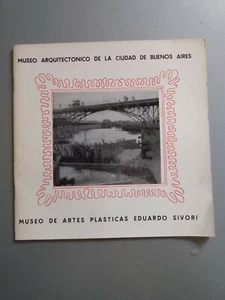 MUSEO ARQUITECTONICO DE LA CIUDAD DE BUENOS AIRES
MUSEO DE ARTES PLASTICAS EDUARDO SIVORI